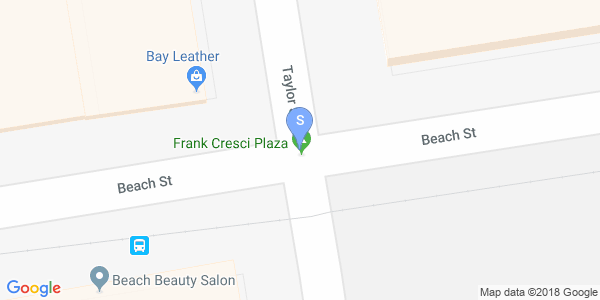 Bay Leather
Taylor
S
Frank Cresci Plaza
Beach St
Beach St
Beach Beauty Salon
Google
Map data ©2018 Google